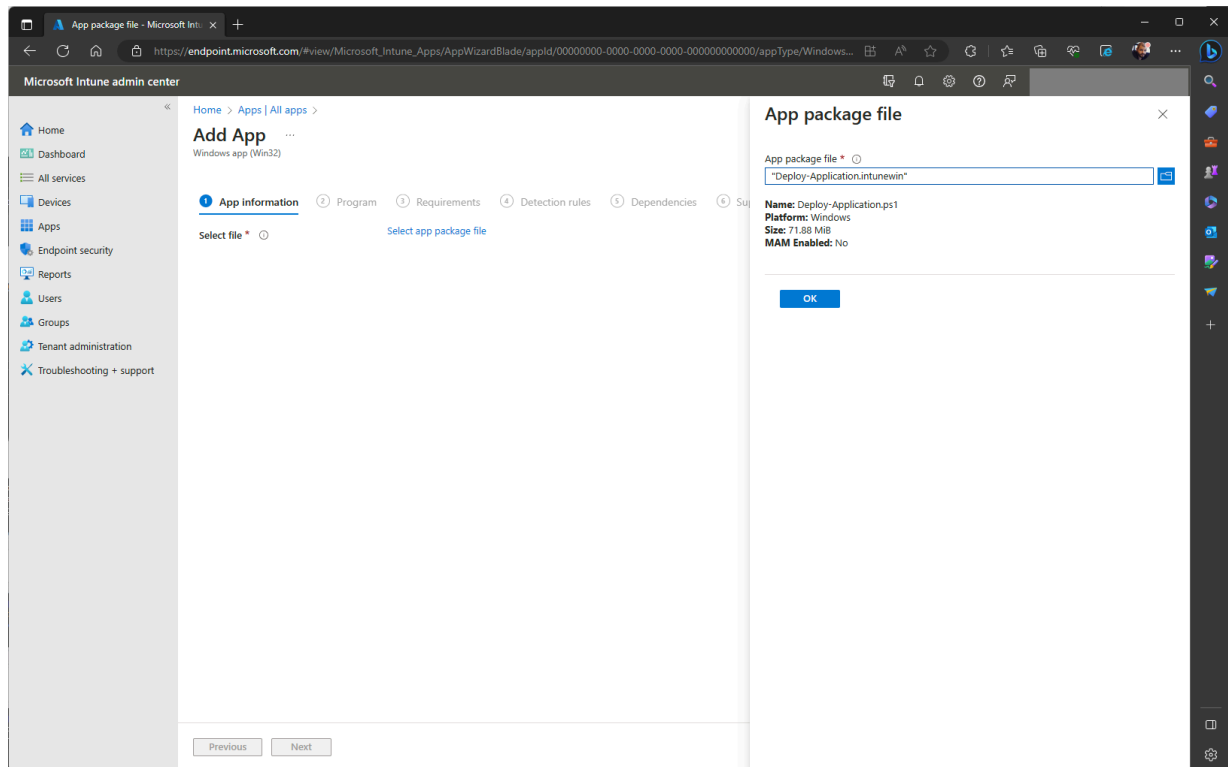 App package file - Microsoft Intu
https://endpoint.microsoft.com/#view/Microsoft_Intune_Apps/AppWizardBlade/appId/00000000-0000-0000-0000-000000000000/appType/Windows...
Microsoft Intune admin center
Home
Dashboard
All services
Devices
Apps
Endpoint security
Reports
Users
Groups
Tenant administration
Troubleshooting + support
Home > Apps | All apps >
Add App ...
Windows app (Win32)
1 App information 2 Program 3 Requirements 4 Detection rules 5 Dependencies 6 Su
Select file * Select app package file
Previous Next
App package file
App package file *
"Deploy-Application.intunewin"
Name: Deploy-Application.ps1
Platform: Windows
Size: 71.88 MiB
MAM Enabled: No
OK